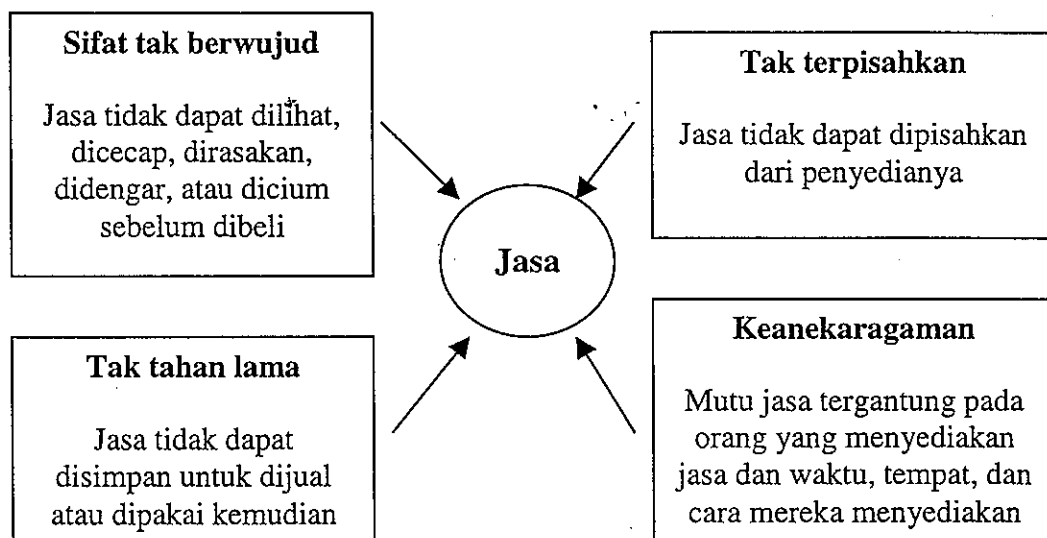 Sifat tak berwujud
Jasa tidak dapat dilihat,
dicecap, dirasakan,
didengar, atau dicium
sebelum dibeli
Tak terpisahkan
Jasa tidak dapat dipisahkan
dari penyedianya
Jasa
Tak tahan lama
Jasa tidak dapat
disimpan untuk dijual
atau dipakai kemudian
Keanekaragaman
Mutu jasa tergantung pada
orang yang menyediakan
jasa dan waktu, tempat, dan
cara mereka menyediakan